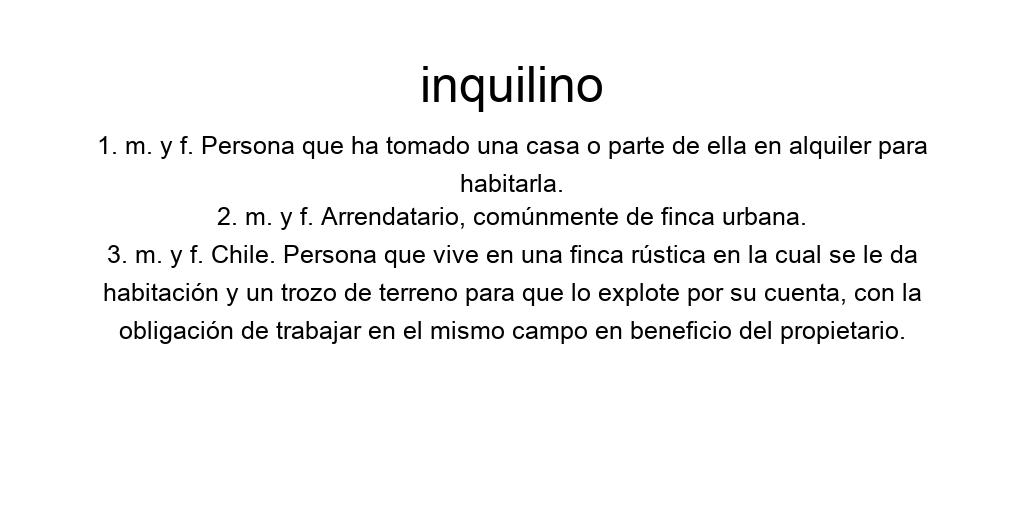 inquilino
1. m. y f. Persona que ha tomado una casa o parte de ella en alquiler para
habitarla.
2. m. y f. Arrendatario, comúnmente de finca urbana.
3. m. y f. Chile. Persona que vive en una finca rústica en la cual se le da
habitación y un trozo de terreno para que lo explote por su cuenta, con la
obligación de trabajar en el mismo campo en beneficio del propietario.